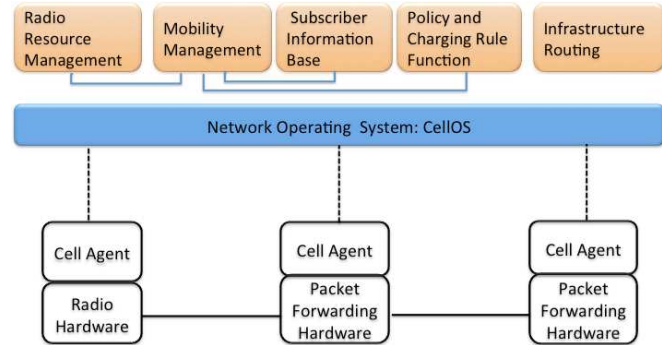 Radio
Resource
Management
Mobility
Management
Subscriber
Information
Base
Policy and
Charging Rule
Function
Infrastructure
Routing
Network Operating System: CellOS
Cell Agent
Radio
Hardware
Cell Agent
Packet
Forwarding
Hardware
Cell Agent
Packet
Forwarding
Hardware